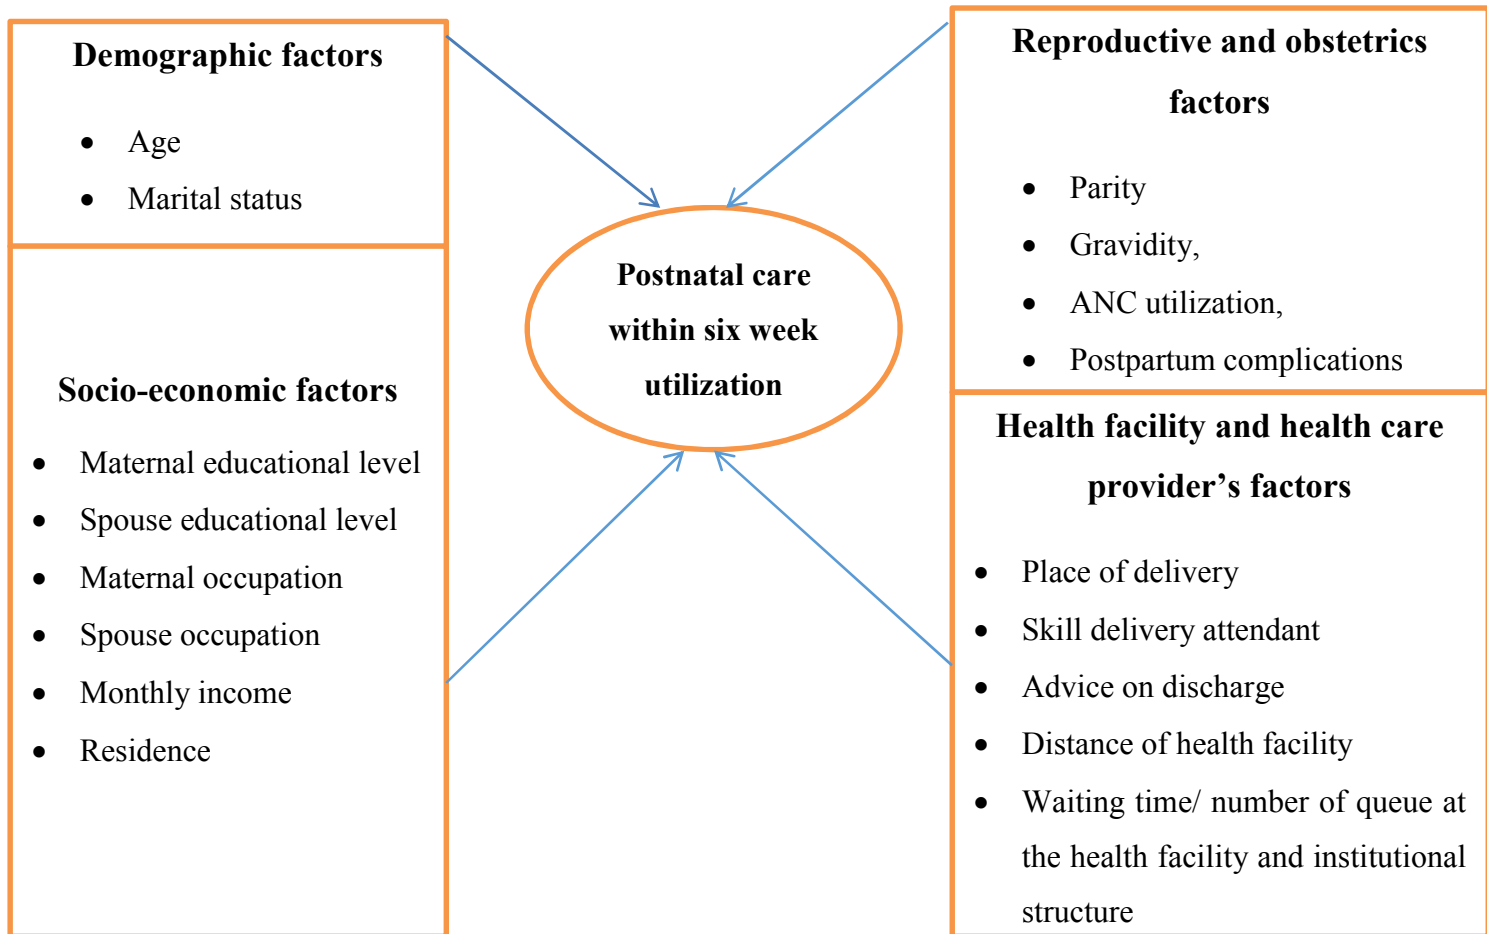 Demographic factors
• Age
• Marital status
Socio-economic factors
• Maternal educational level
• Spouse educational level
• Maternal occupation
• Spouse occupation
• Monthly income
• Residence
Postnatal care
within six week
utilization
Reproductive and obstetrics
factors
• Parity
• Gravidity,
• ANC utilization,
• Postpartum complications
Health facility and health care
provider’s factors
• Place of delivery
• Skill delivery attendant
• Advice on discharge
• Distance of health facility
• Waiting time/ number of queue at
the health facility and institutional
structure